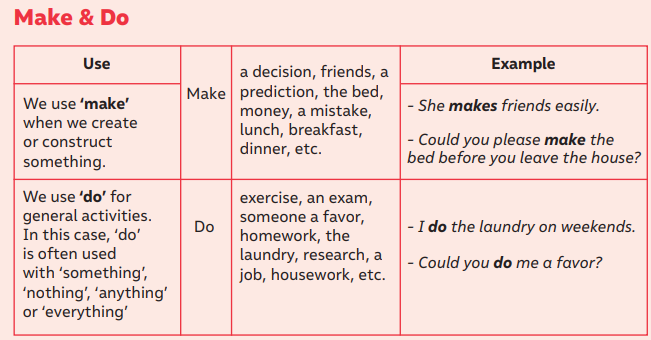 Make & Do
Use
Example
We use ‘make’
when we create
or construct
something.
Make
a decision, friends, a
prediction, the bed,
money, a mistake,
lunch, breakfast,
dinner, etc.
- She makes friends easily.
- Could you please make the
bed before you leave the house?
We use ‘do’ for
general activities.
In this case, ‘do’
is often used
with ‘something’,
‘nothing’, ‘anything’
or ‘everything’
Do
exercise, an exam,
someone a favor,
homework, the
laundry, research, a
job, housework, etc.
- I do the laundry on weekends.
- Could you do me a favor?